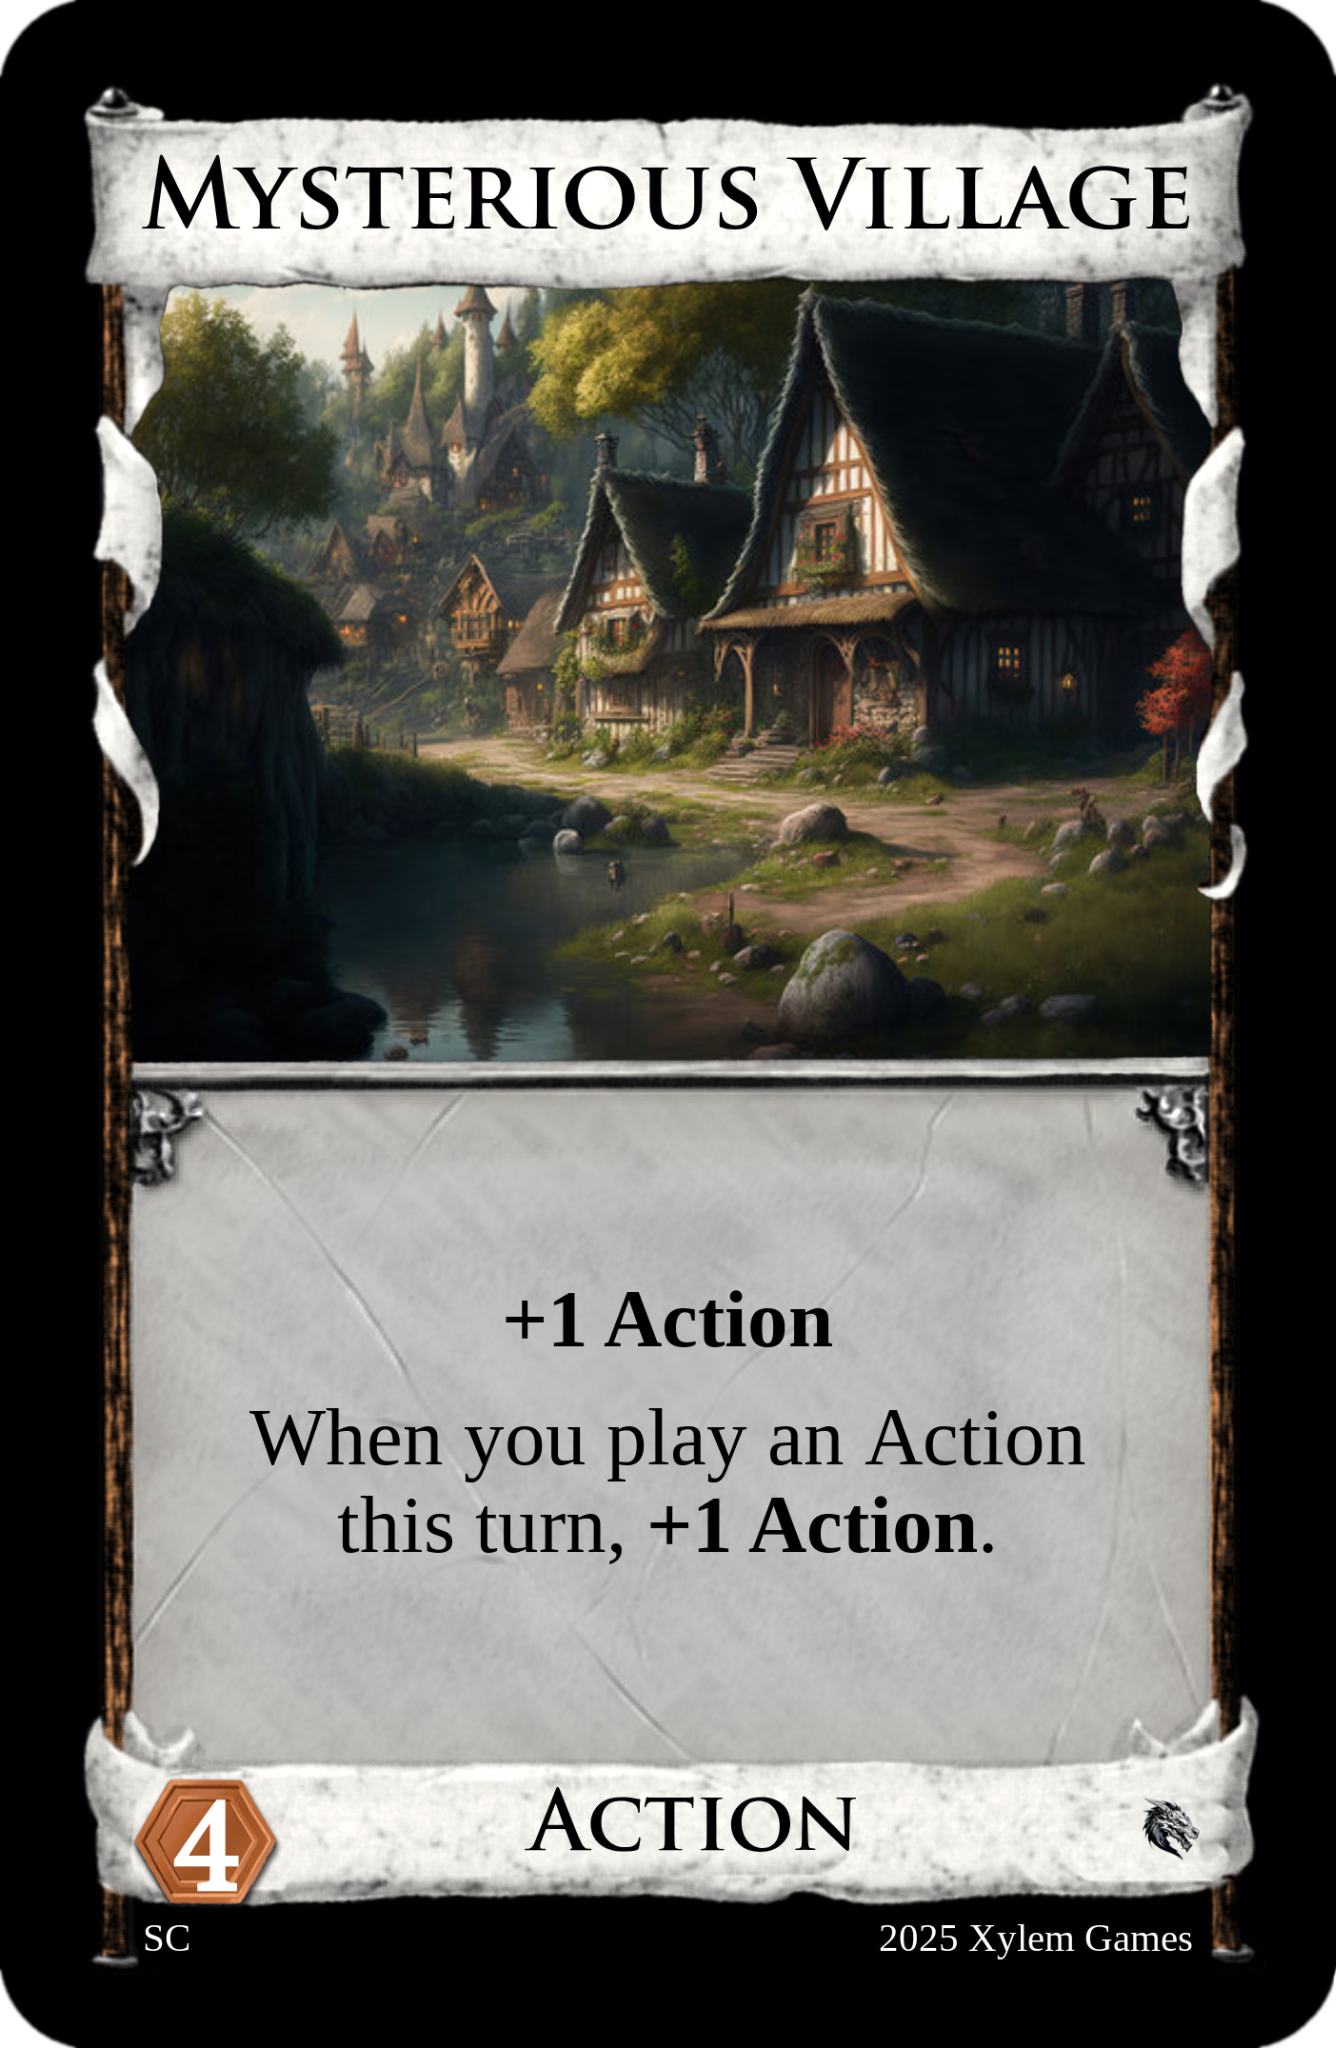 Mysterious Village
+1 Action
When you play an Action
this turn, +1 Action.
4
Action
SC
2025 Xylem Games